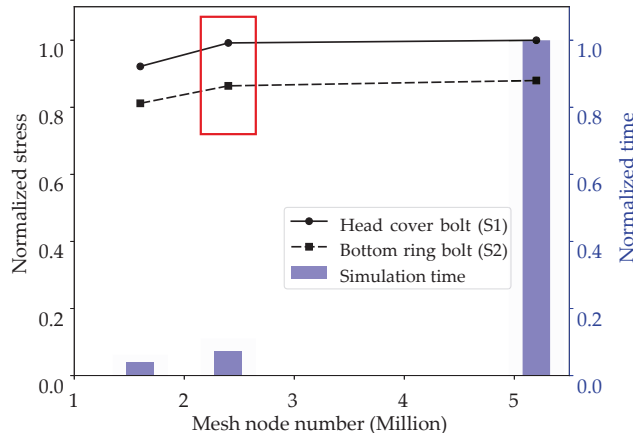 1.0
0.8
0.6
0.4
0.2
0.0
Normalized stress
1.0
0.8
0.6
0.4
0.2
0.0
Normalized time
Head cover bolt (S1)
Bottom ring bolt (S2)
Simulation time
1 2 3 4 5
Mesh node number (Million)